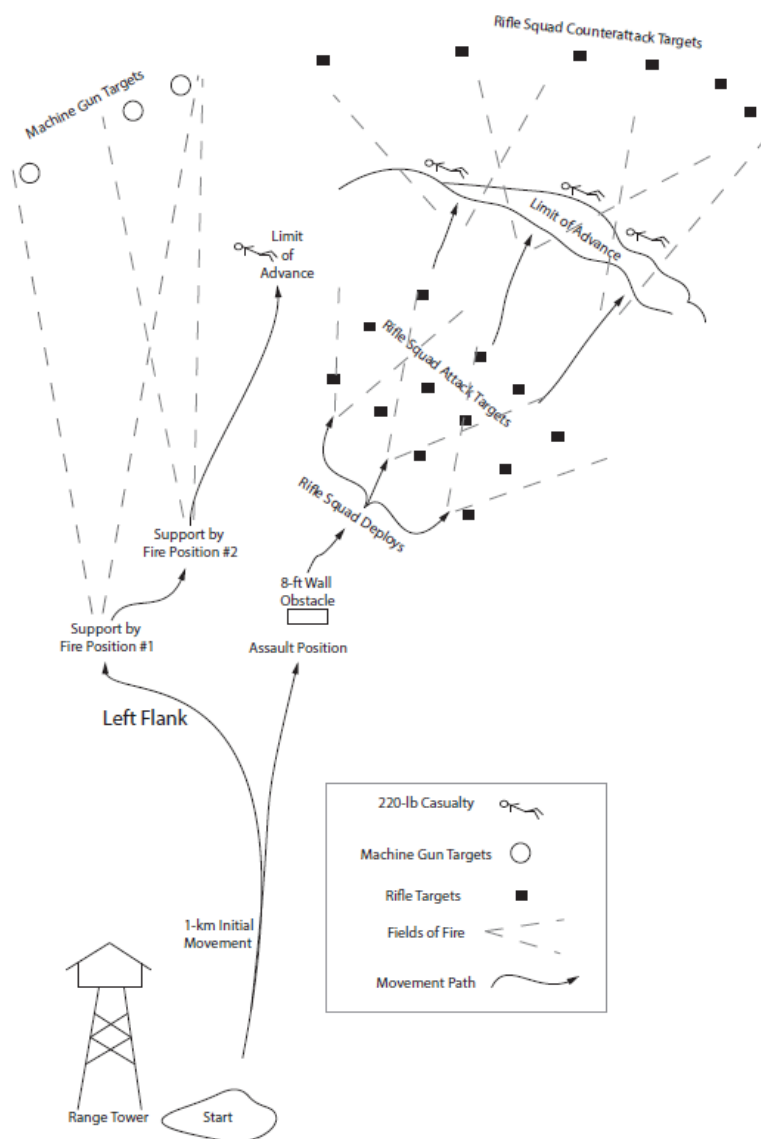 Rifle Squad Counterattack Targets
Machine Gun Targets
Limit of/Advance
Limit
of
Advance
Rifle Squad Attack Targets
Rifle Squad Deploys
Support by
Fire Position #2
8-ft Wall
Obstacle
Support by
Fire Position #1
Assault Position
Left Flank
220-lb Casualty
Machine Gun Targets
Rifle Targets
Fields of Fire
Movement Path
1-km Initial
Movement
Range Tower
Start